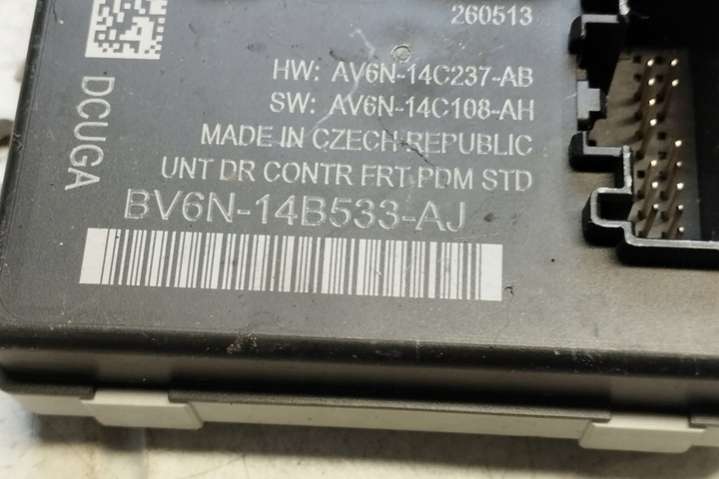 260513
HW: AV6N-14C237-AB
SW: AV6N-14C108-AH
MADE IN CZECH REPUBLIC
UNT DR CONTR FRT PDM STD
BV6N-14B533-AJ
DCUGA